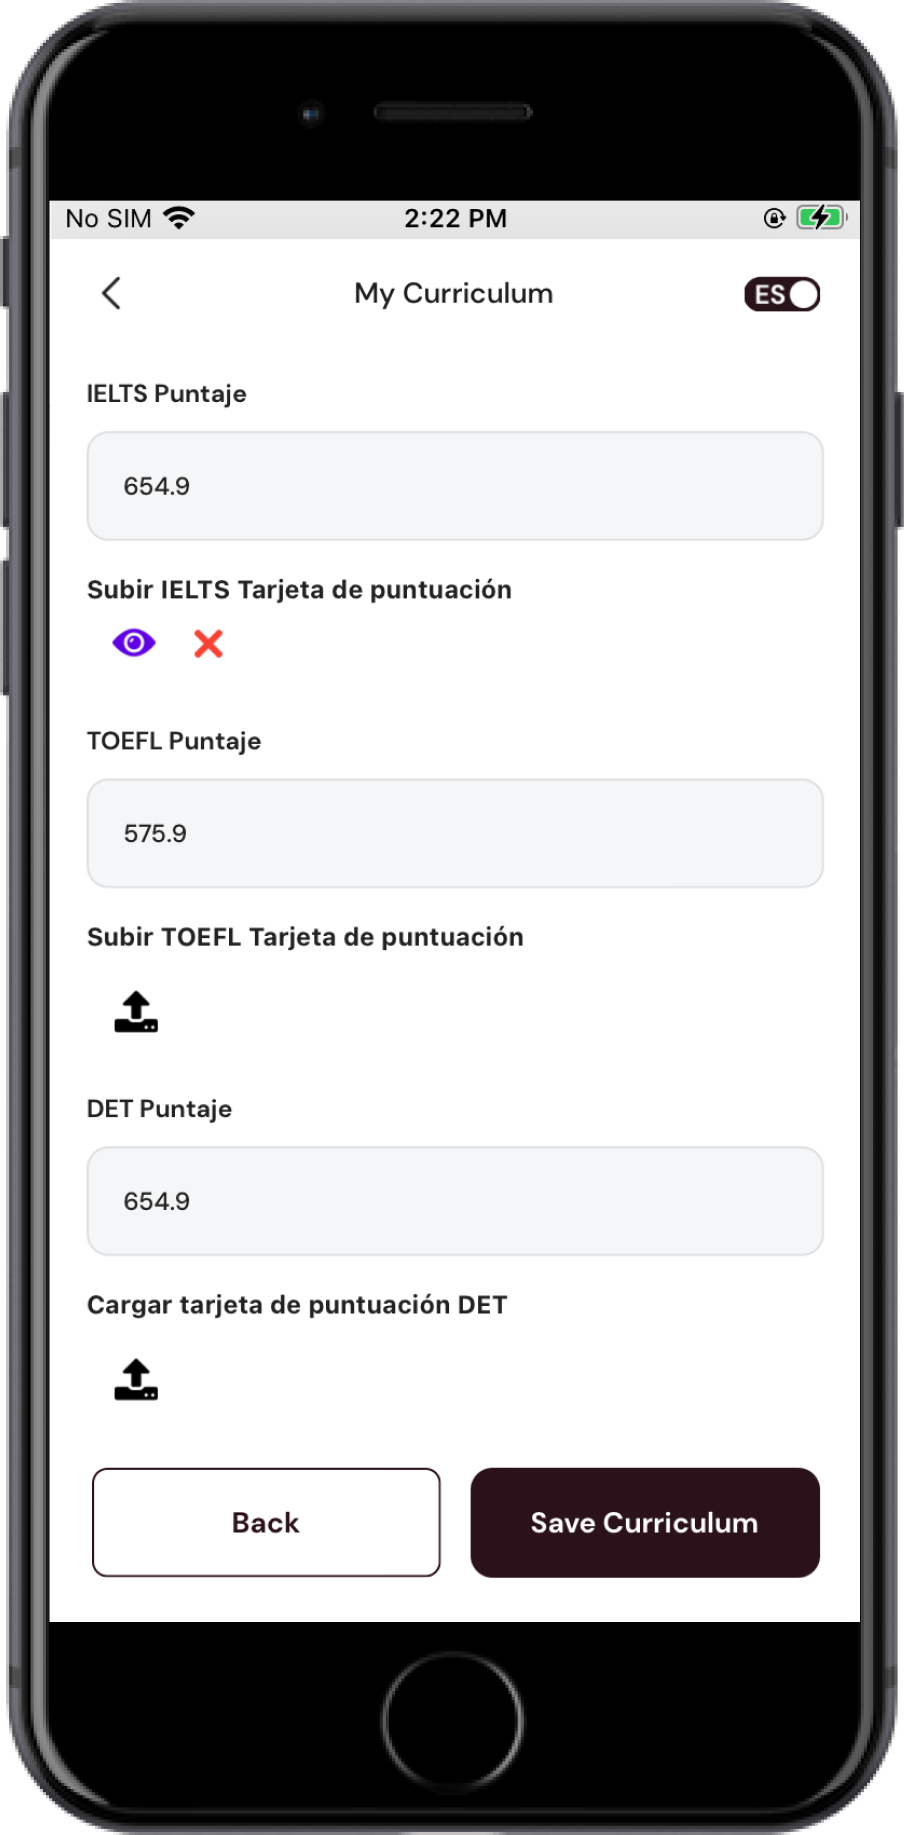 No SIM 2:22 PM
My Curriculum ES
IELTS Puntaje
654.9
Subir IELTS Tarjeta de puntuación
TOEFL Puntaje
575.9
Subir TOEFL Tarjeta de puntuación
DET Puntaje
654.9
Cargar tarjeta de puntuación DET
Back Save Curriculum